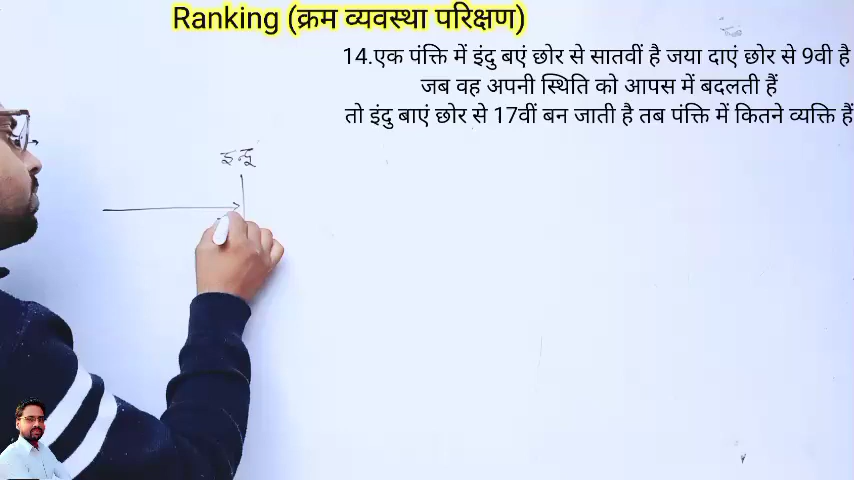 Ranking (क्रम व्यवस्था परिक्षण)
14.एक पंक्ति में इंदु बएं छोर से सातवीं है जया दाएं छोर से 9वी है
जब वह अपनी स्थिति को आपस में बदलती हैं
तो इंदु बाएं छोर से 17वीं बन जाती है तब पंक्ति में कितने व्यक्ति हैं
इन्दू